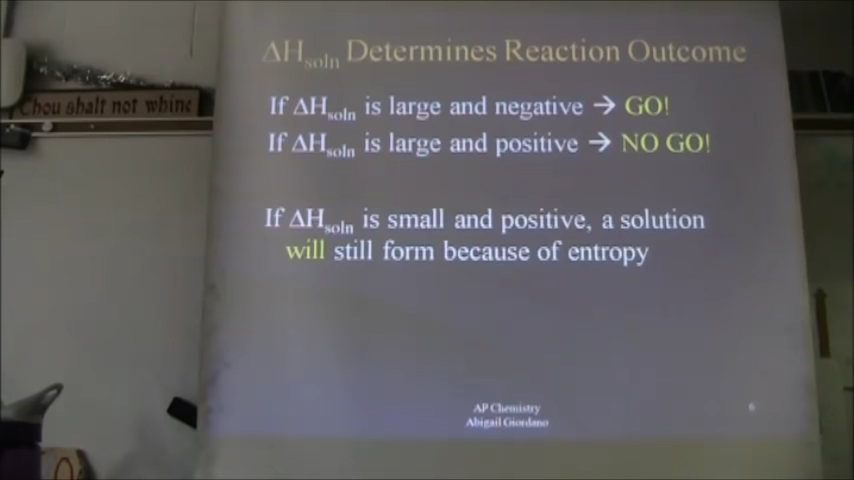 ΔHsoln Determines Reaction Outcome
Chou shalt not whine
If ΔHsoln is large and negative → GO!
If ΔHsoln is large and positive → NO GO!
If ΔHsoln is small and positive, a solution
will still form because of entropy
AP Chemistry
Abigail Giordano
6